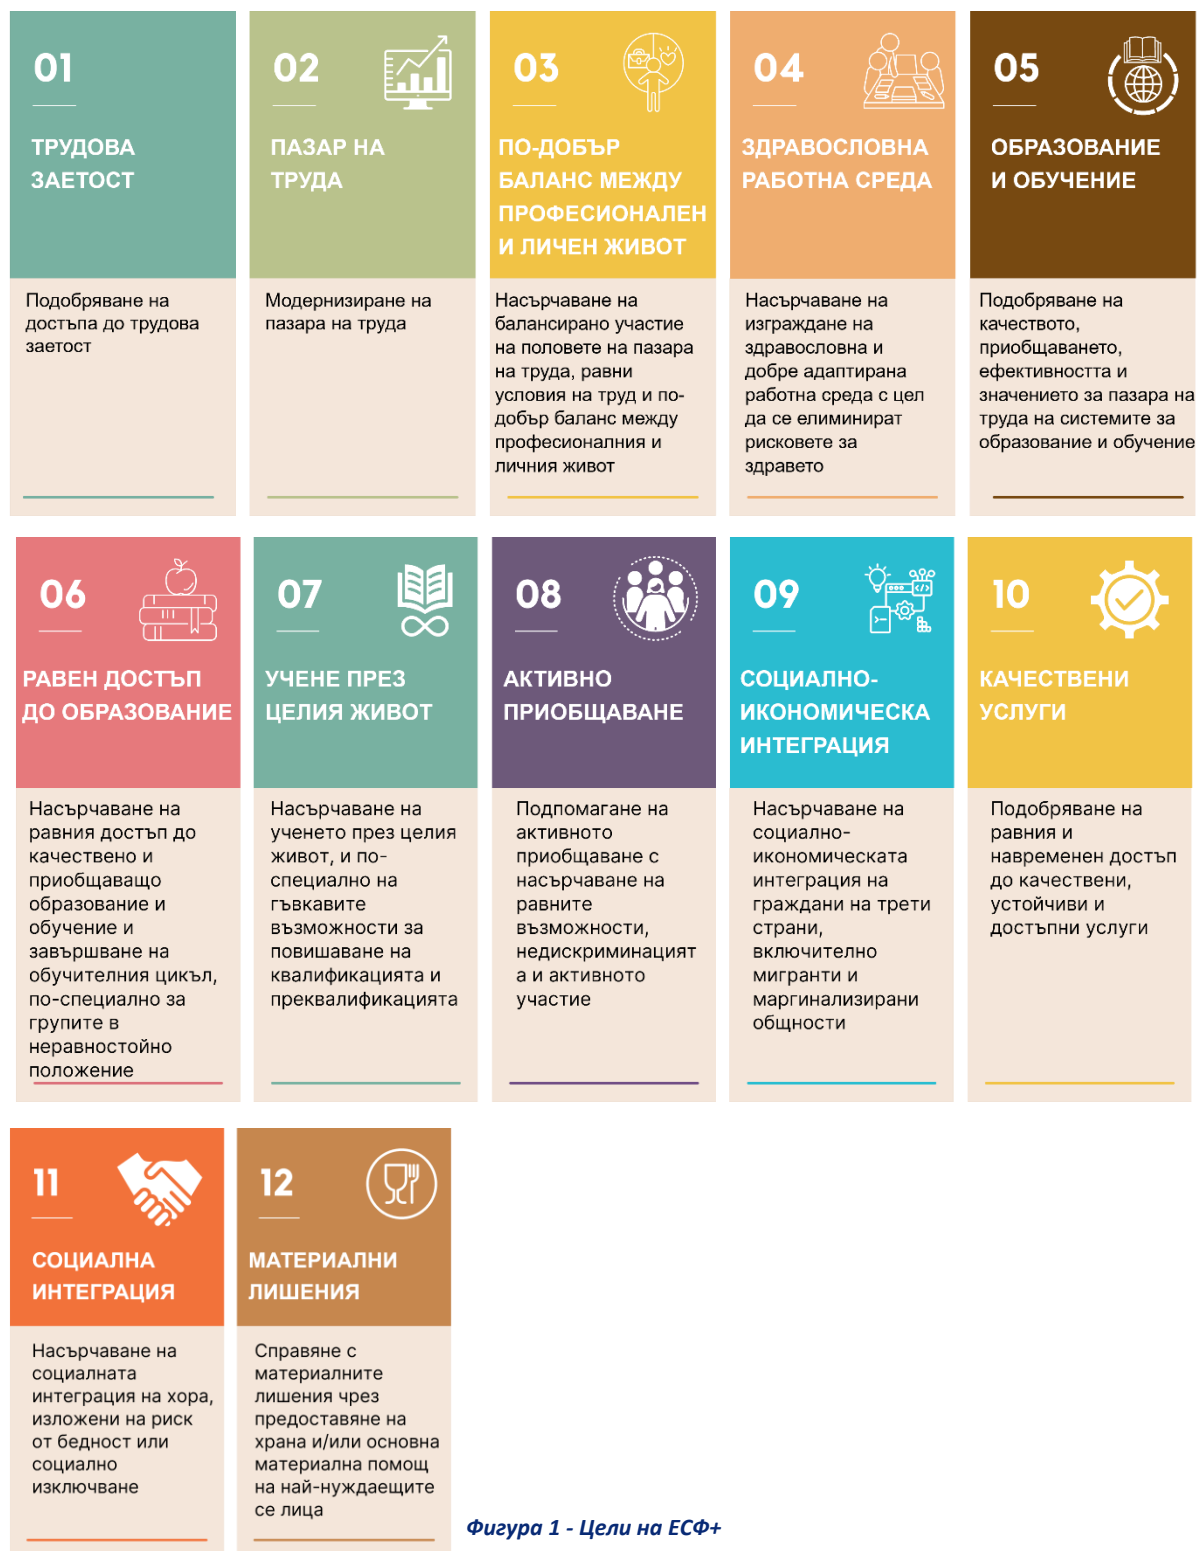 01
ТРУДОВА
ЗАЕТОСТ
Подобряване на
достъпа до трудова
заетост
02
ПАЗАР НА
ТРУДА
Модернизиране на
пазара на труда
03
ПО-ДОБЪР
БАЛАНС МЕЖДУ
ПРОФЕСИОНАЛЕН
И ЛИЧЕН ЖИВОТ
Насърчаване на
балансирано участие
на половете на пазара
на труда, равни
условия на труд и по-
добър баланс между
професионалния и
личния живот
04
ЗДРАВОСЛОВНА
РАБОТНА СРЕДА
Насърчаване на
изграждане на
здравословна и
добре адаптирана
работна среда с цел
да се елиминират
рисковете за
здравето
05
ОБРАЗОВАНИЕ
И ОБУЧЕНИЕ
Подобряване на
качеството,
приобщаването,
ефективността и
значението за пазара на
труда на системите за
образование и обучение
06
РАВЕН ДОСТЪП
ДО ОБРАЗОВАНИЕ
Насърчаване на
равния достъп до
качествено и
приобщаващо
образование и
обучение и
завършване на
обучителния цикъл,
по-специално за
групите в
неравностойно
положение
07
УЧЕНЕ ПРЕЗ
ЦЕЛИЯ ЖИВОТ
Насърчаване на
ученето през целия
живот, и по-
специално на
гъвкавите
възможности за
повишаване на
квалификацията и
преквалификацията
08
АКТИВНО
ПРИОБЩАВАНЕ
Подпомагане на
активното
приобщаване с
насърчаване на
равните
възможности,
недискриминацият
а и активното
участие
09
СОЦИАЛНО-
ИКОНОМИЧЕСКА
ИНТЕГРАЦИЯ
Насърчаване на
социално-
икономическата
интеграция на
граждани на трети
страни,
включително
мигранти и
маргинализирани
общности
10
КАЧЕСТВЕНИ
УСЛУГИ
Подобряване на
равния и
навременен достъп
до качествени,
устойчиви и
достъпни услуги
11
СОЦИАЛНА
ИНТЕГРАЦИЯ
Насърчаване на
социалната
интеграция на хора,
изложени на риск
от бедност или
социално
изключване
12
МАТЕРИАЛНИ
ЛИШЕНИЯ
Справяне с
материалните
лишения чрез
предоставяне на
храна и/или основна
материална помощ
на най-нуждаещите
се лица
Фигура 1 - Цели на ЕСФ+